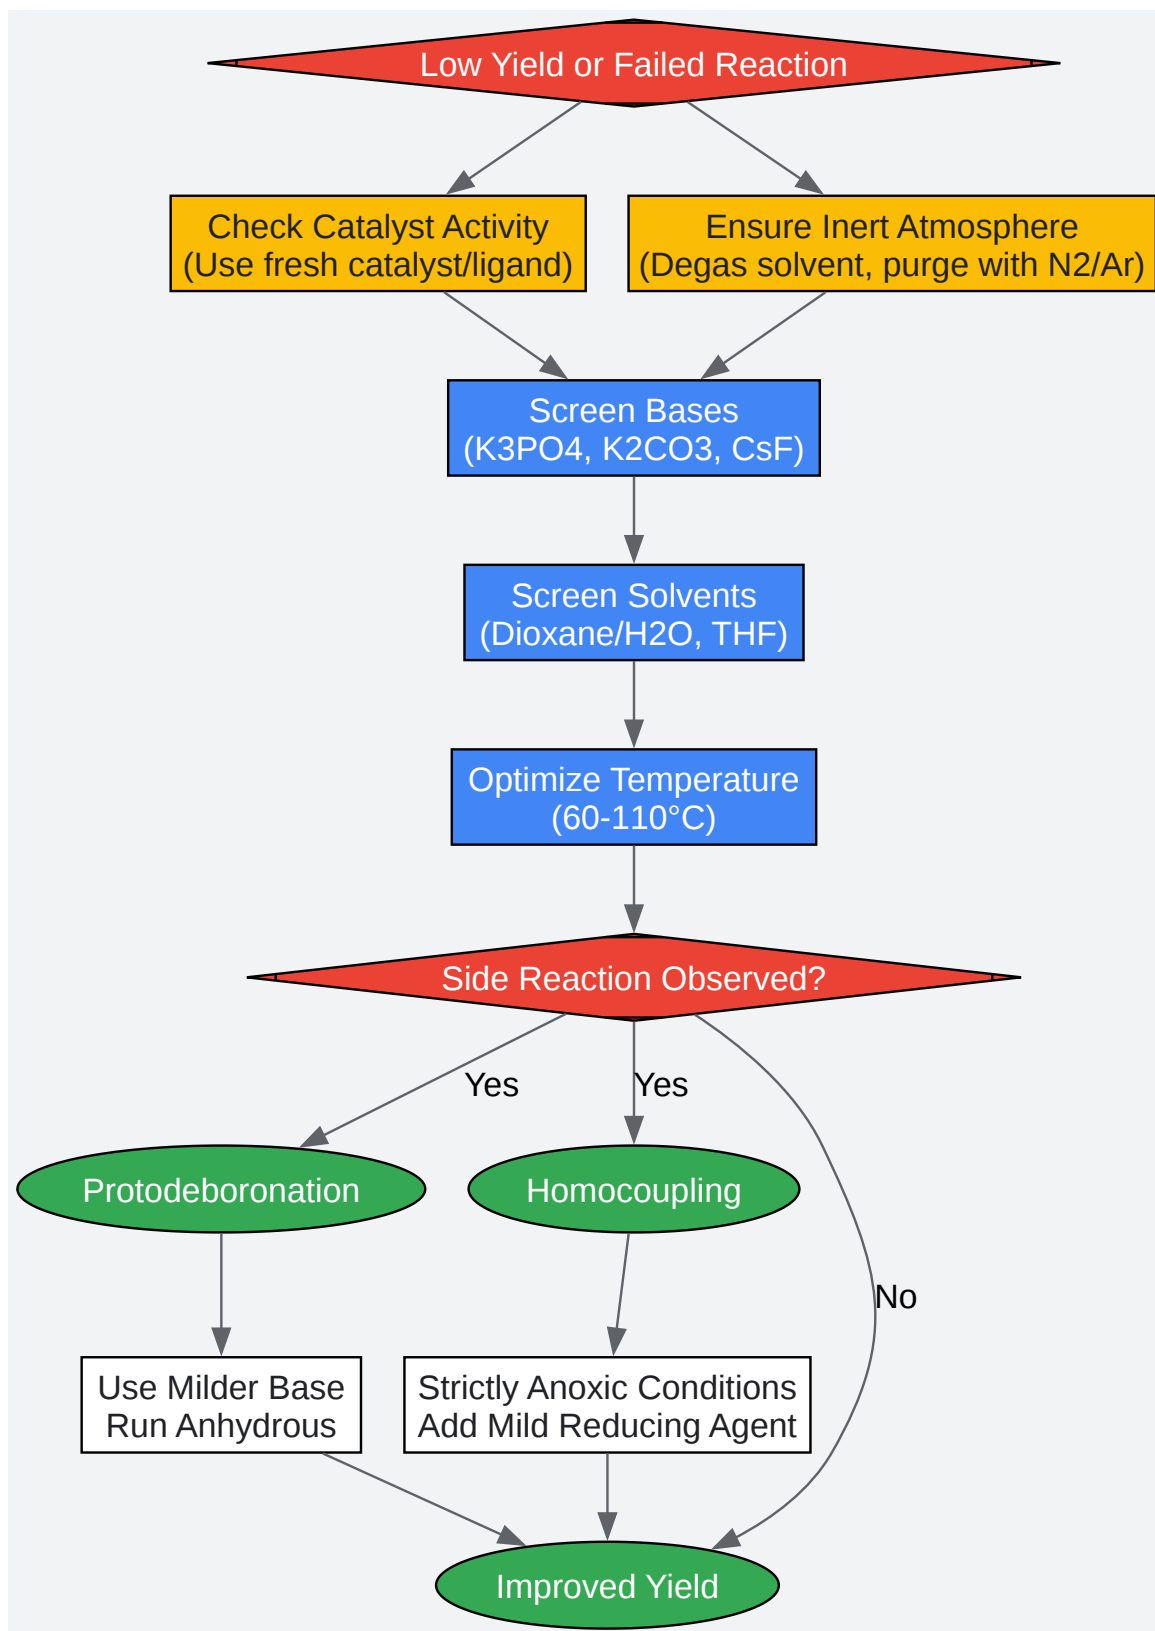 Low Yield or Failed Reaction
Check Catalyst Activity
(Use fresh catalyst/ligand)
Ensure Inert Atmosphere
(Degas solvent, purge with N2/Ar)
Screen Bases
(K3PO4, K2CO3, CsF)
Screen Solvents
(Dioxane/H2O, THF)
Optimize Temperature
(60-110°C)
Side Reaction Observed?
Yes
Yes
Protodeboronation
Homocoupling
No
Use Milder Base
Run Anhydrous
Strictly Anoxic Conditions
Add Mild Reducing Agent
Improved Yield